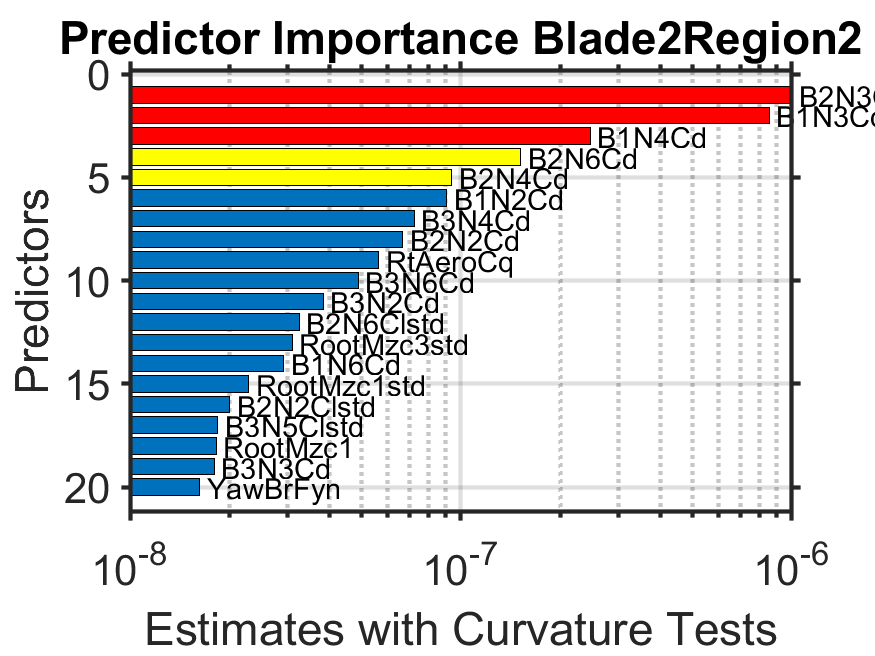 Predictor Importance Blade2Region2
0
5
10
15
20
Predictors
B1N4Cd
B2N6Cd
B2N4Cd
B1N2Cd
B3N4Cd
B2N2Cd
RtAeroCq
B3N6Cd
B3N2Cd
B2N6Clstd
RootMzc3std
B1N6Cd
RootMzc1std
B2N2Clstd
B3N5Clstd
RootMzc1
B3N3Cd
YawBrFyn
10-8
10-7
10-6
Estimates with Curvature Tests